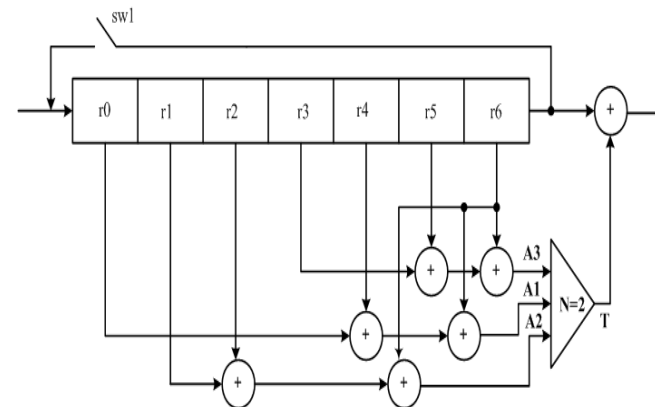 sw1
r0 r1 r2 r3 r4 r5 r6
+
+ + A3
A1
N=2 T
+ + A2
+ +